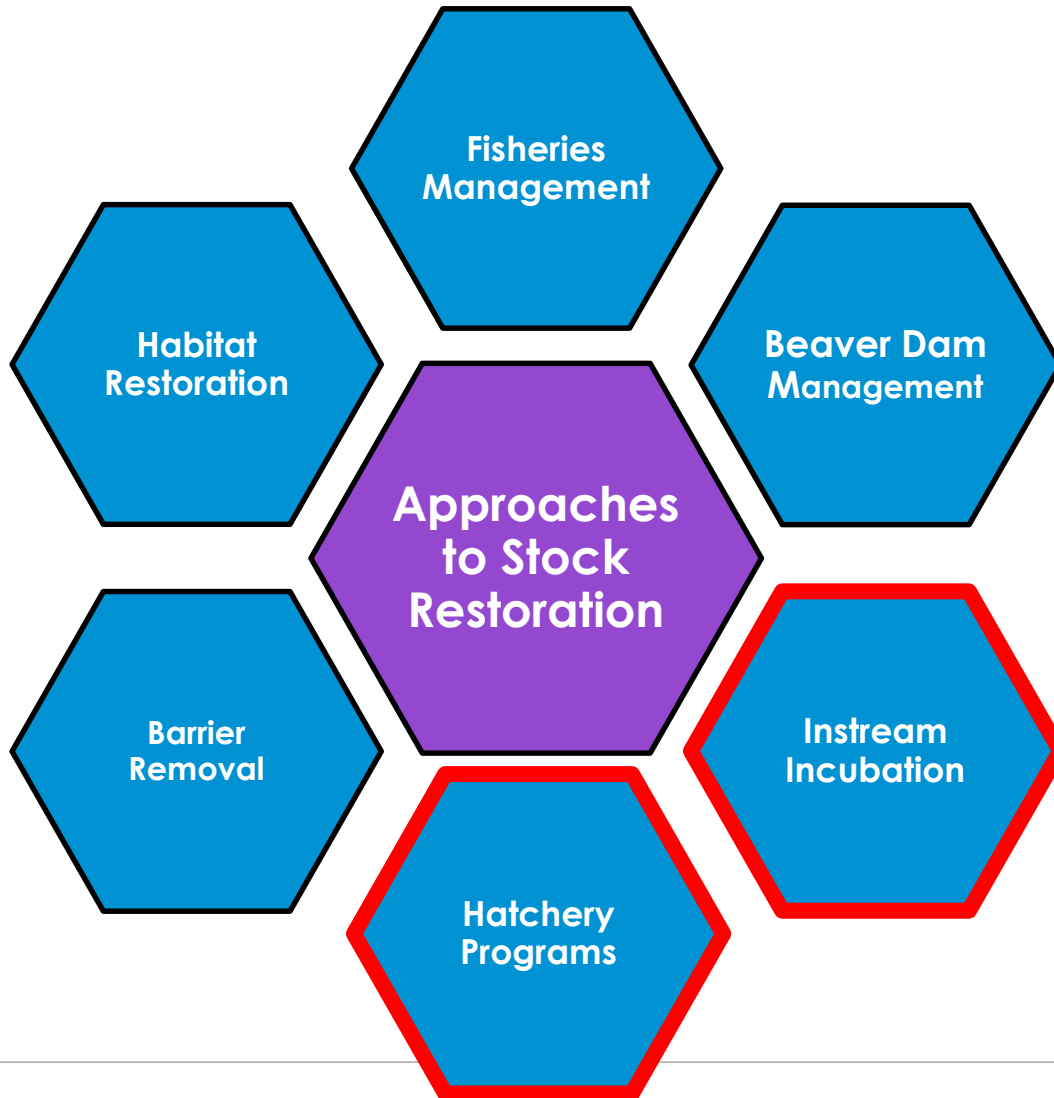 Fisheries
Management
Habitat
Restoration
Beaver Dam
Management
Approaches
to Stock
Restoration
Barrier
Removal
Instream
Incubation
Hatchery
Programs